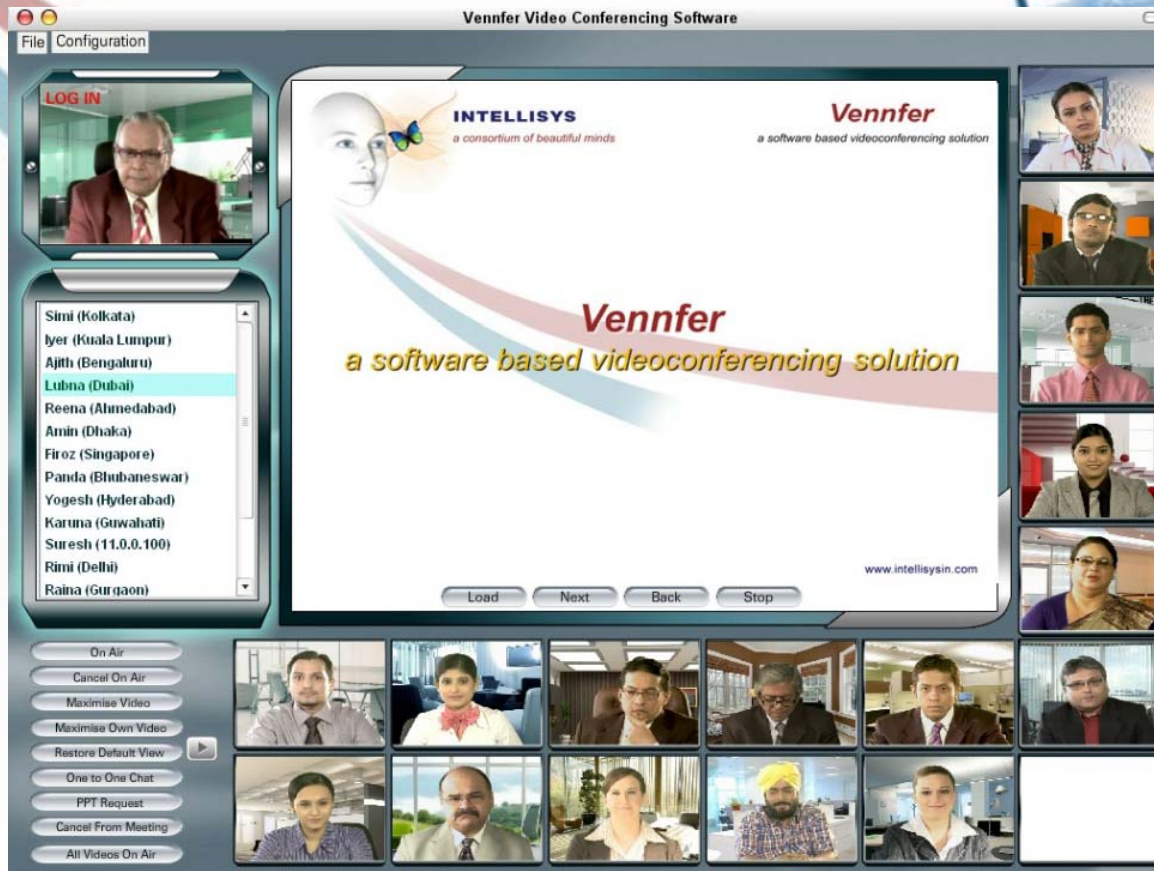 Vennfer Video Conferencing Software
File Configuration
LOG IN
INTELLISYS
a consortium of beautiful minds
Vennfer
a software based videoconferencing solution
Vennfer
a software based videoconferencing solution
www.intellisysin.com
Load Next Back Stop
Simi (Kolkata)
Iyer (Kuala Lumpur)
Ajith (Bengaluru)
Lubna (Dubai)
Reena (Ahmedabad)
Amin (Dhaka)
Firoz (Singapore)
Panda (Bhubaneswar)
Yogesh (Hyderabad)
Karuna (Guwahati)
Suresh (11.0.0.100)
Rimi (Delhi)
Raina (Gurgaon)
THE
On Air
Cancel On Air
Maximise Video
Maximise Own Video
Restore Default View
One to One Chat
PPT Request
Cancel From Meeting
All Videos On Air